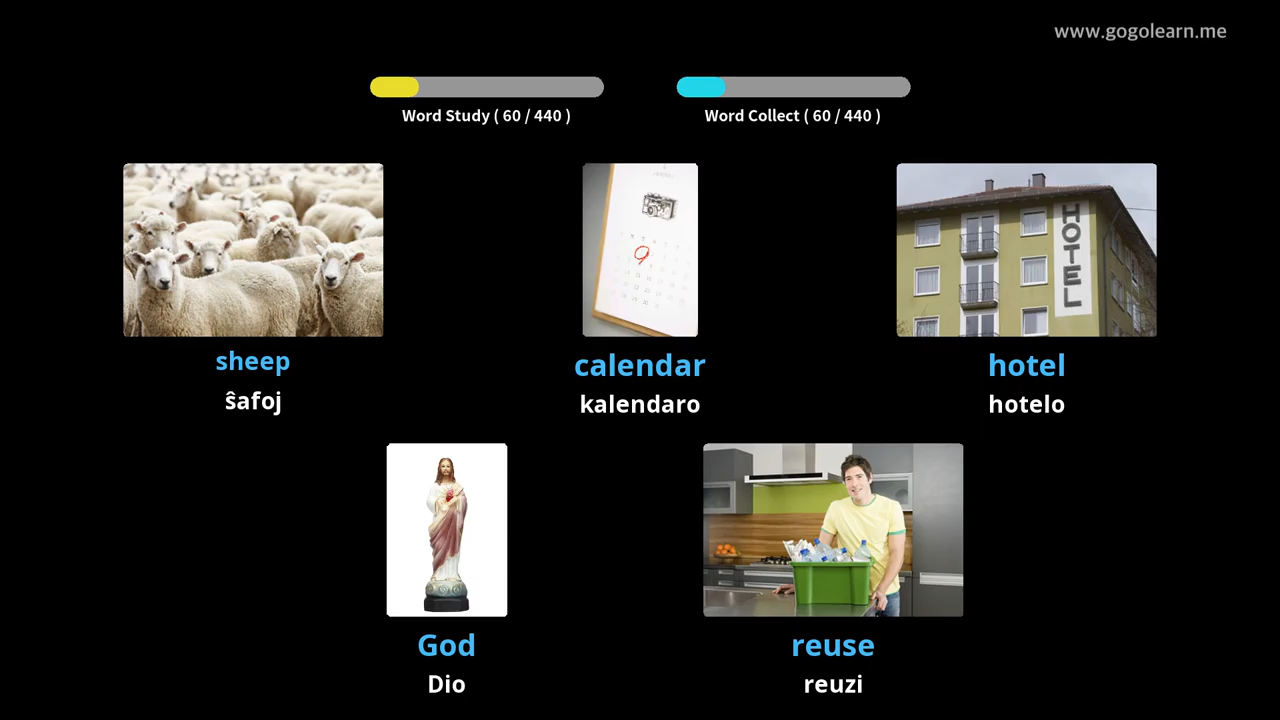 www.gogolearn.me
Word Study ( 60 / 440 )
Word Collect ( 60 / 440 )
HOTEL
sheep
calendar
hotel
ŝafoj
kalendaro
hotelo
God
reuse
Dio
reuzi